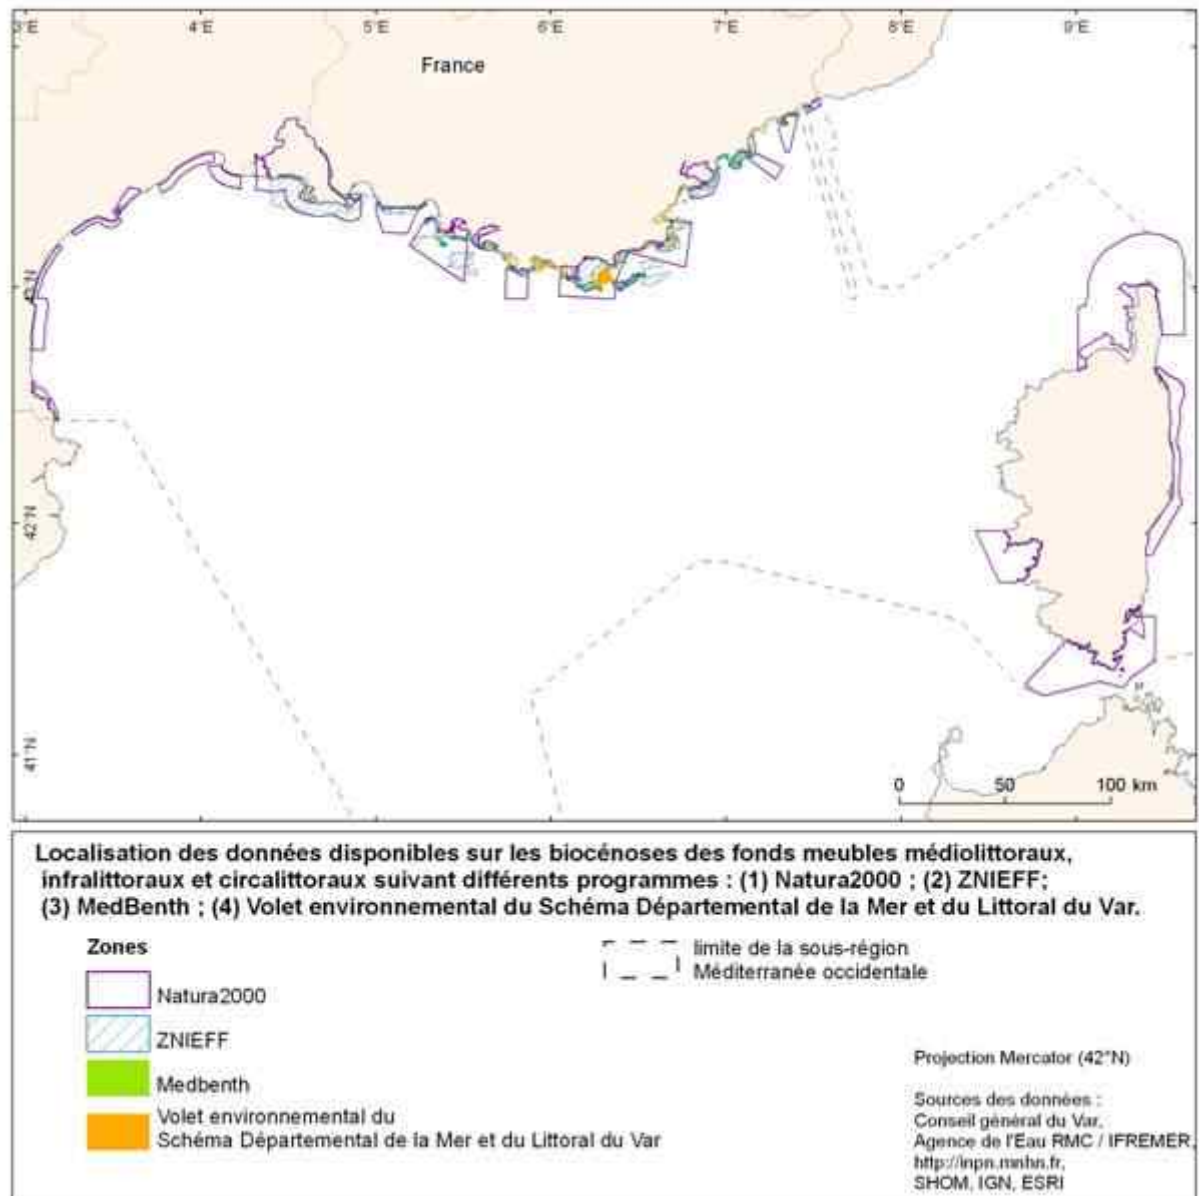 3°E
4°E
5°E
6°E
7°E
8°E
9°E
France
42°N
41°N
0 50 100 km
Localisation des données disponibles sur les biocénoses des fonds meubles médiolittoraux,
infralittoraux et circalittoraux suivant différents programmes : (1) Natura2000 ; (2) ZNIEFF;
(3) MedBenth ; (4) Volet environnemental du Schéma Départemental de la Mer et du Littoral du Var.
Zones
Natura2000
ZNIEFF
Medbenth
Volet environnemental du
Schéma Départemental de la Mer et du Littoral du Var
limite de la sous-région
Méditerranée occidentale
Projection Mercator (42°N)
Sources des données :
Conseil général du Var,
Agence de l'Eau RMC / IFREMER,
http://inpn.mnhn.fr,
SHOM, IGN, ESRI